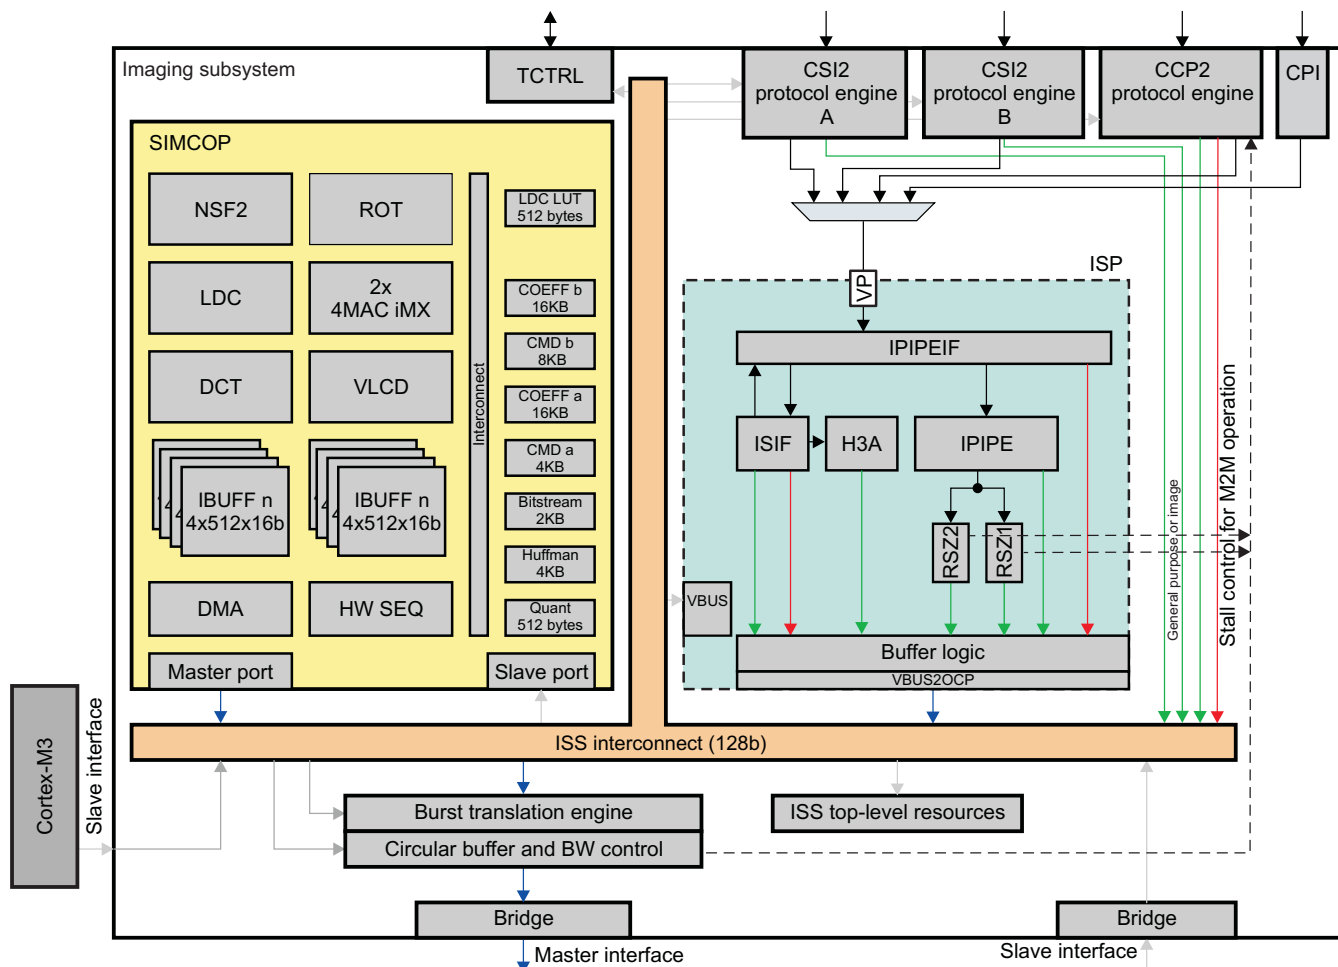 Imaging subsystem
TCTRL
CSI2
protocol engine
A
CSI2
protocol engine
B
CCP2
protocol engine
CPI
SIMCOP
NSF2
ROT
LDC
2x
4MAC iMX
DCT
VLCD
4
4
IBUFF n
4x512x16b
4
4
IBUFF n
4x512x16b
DMA
HW SEQ
Master port
Interconnect
LDC LUT
512 bytes
COEFF b
16KB
CMD b
8KB
COEFF a
16KB
CMD a
4KB
Bitstream
2KB
Huffman
4KB
Quant
512 bytes
Slave port
ISP
VP
IPIPEIF
ISIF
H3A
IPIPE
RSZ2
RSZ1
VBUS
Buffer logic
VBUS2OCP
General purpose or image
Stall control for M2M operation
ISS interconnect (128b)
Cortex-M3
Slave interface
Burst translation engine
Circular buffer and BW control
ISS top-level resources
Bridge
Master interface
Bridge
Slave interface